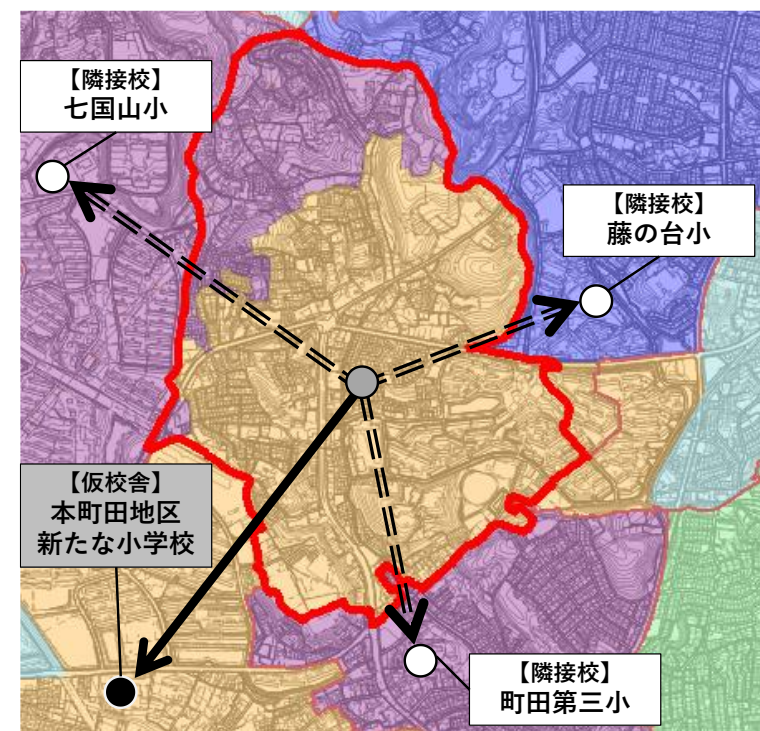 【隣接校】
七国山小
【隣接校】
藤の台小
【仮校舎】
本町田地区
新たな小学校
【隣接校】
町田第三小